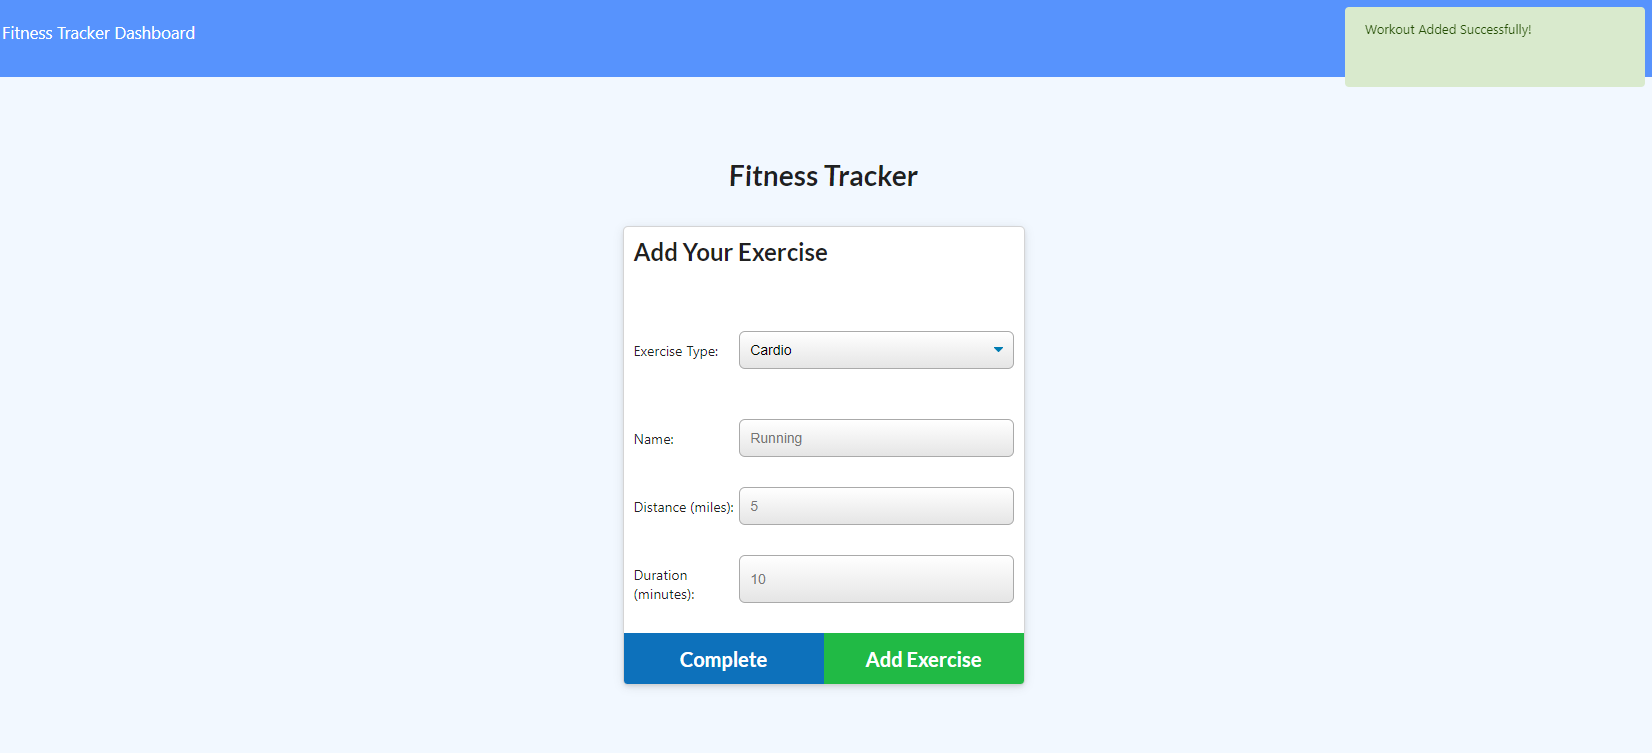 Fitness Tracker Dashboard
Workout Added Successfully!
Fitness Tracker
Add Your Exercise
Exercise Type: Cardio
Name: Running
Distance (miles): 5
Duration
(minutes): 10
Complete Add Exercise